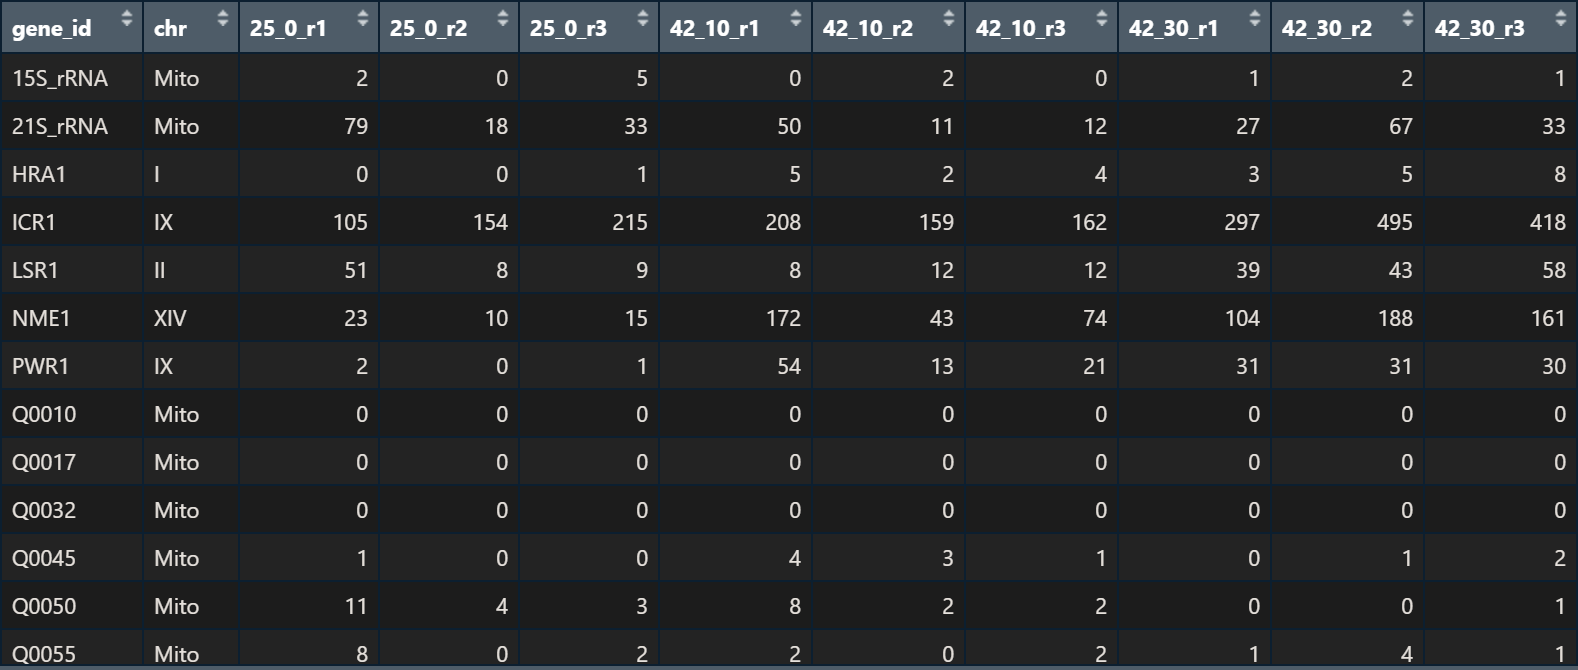 gene_id chr 25_0_r1 25_0_r2 25_0_r3 42_10_r1 42_10_r2 42_10_r3 42_30_r1 42_30_r2 42_30_r3
15S_rRNA Mito 2 0 5 0 2 0 1 2 1
21S_rRNA Mito 79 18 33 50 11 12 27 67 33
HRA1 I 0 0 1 5 2 4 3 5 8
ICR1 IX 105 154 215 208 159 162 297 495 418
LSR1 II 51 8 9 8 12 12 39 43 58
NME1 XIV 23 10 15 172 43 74 104 188 161
PWR1 IX 2 0 1 54 13 21 31 31 30
Q0010 Mito 0 0 0 0 0 0 0 0 0
Q0017 Mito 0 0 0 0 0 0 0 0 0
Q0032 Mito 0 0 0 0 0 0 0 0 0
Q0045 Mito 1 0 0 4 3 1 0 1 2
Q0050 Mito 11 4 3 8 2 2 0 0 1
Q0055 Mito 8 0 2 2 0 2 1 4 1